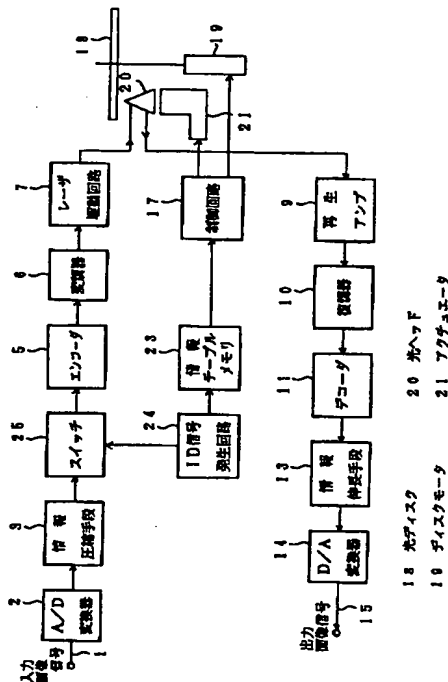 入力
画像
信号
1
2
A/D
変換器
3
情報
圧縮手段
25
スイッチ
5
エンコーダ
6
変調器
7
レーザ
駆動回路
18
20
19
21
24
ID信号
発生回路
23
情報
テーブル
メモリ
17
制御回路
出力
画像信号
15
14
D/A
変換器
13
情報
伸長手段
11
デコーダ
10
復調器
9
再生
アンプ
18 光ディスク
19 ディスクモータ
20 光ヘッド
21 アクチュエータ